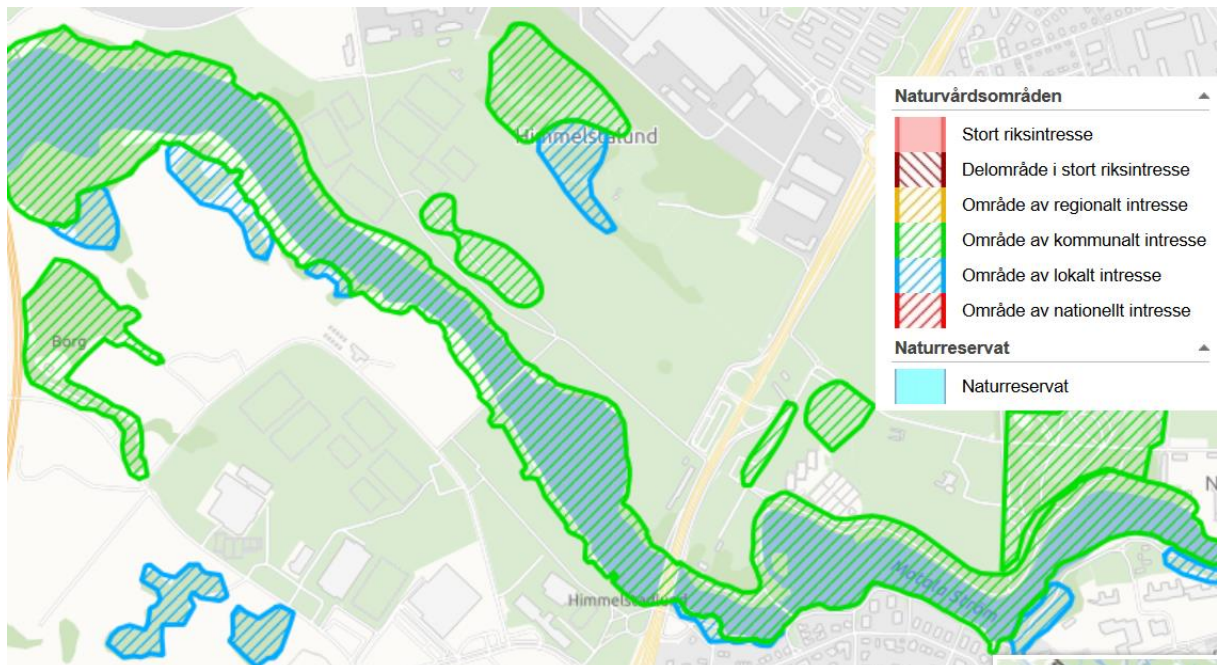 Himmelstalund
Naturvårdsområden
Stort riksintresse
Delområde i stort riksintresse
Område av regionalt intresse
Område av kommunalt intresse
Område av lokalt intresse
Område av nationellt intresse
Naturreservat
Naturreservat
Borg
N
Motala Ström
Himmelstadlund